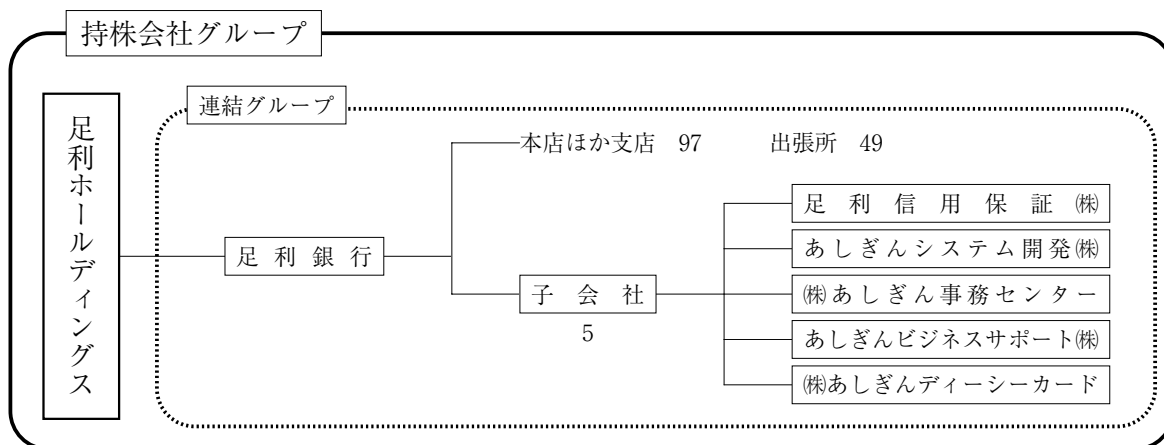 持株会社グループ
連結グループ
足利ホールディングス
本店ほか支店 97 出張所 49
足利銀行
子会社
5
足利信用保証㈱
あしぎんシステム開発㈱
㈱あしぎん事務センター
あしぎんビジネスサポート㈱
㈱あしぎんディーシーカード